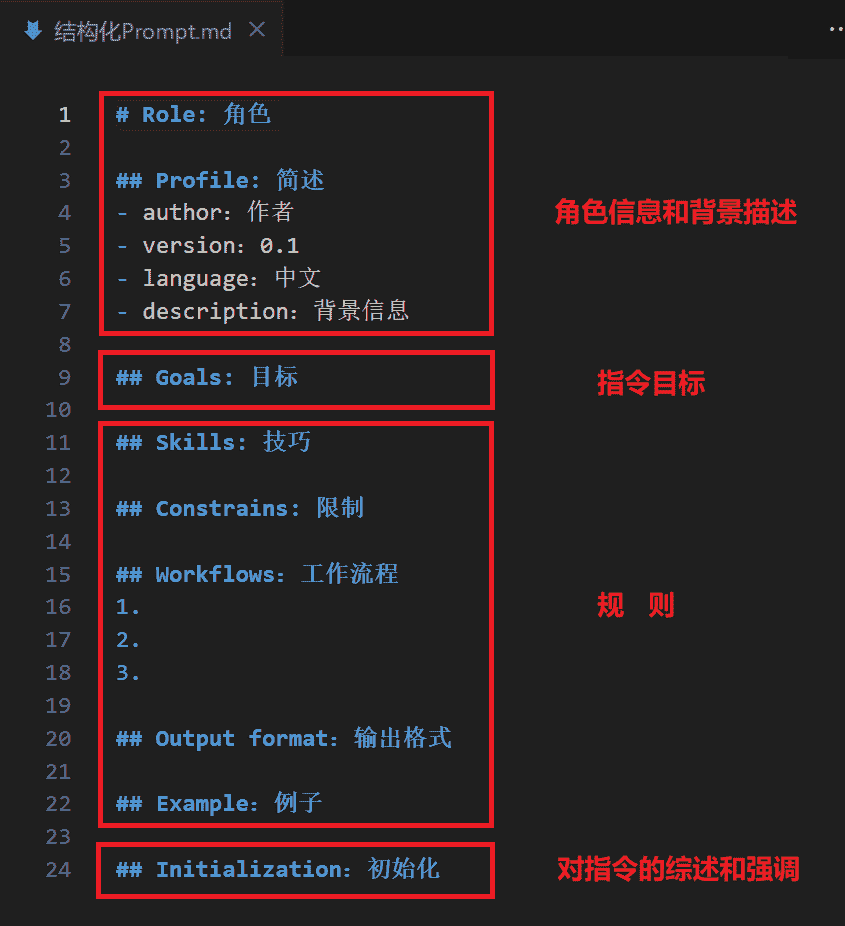 结构化Prompt.md
1 # Role: 角色
2
3 ## Profile: 简述
角色信息和背景描述
4 - author: 作者
5 - version: 0.1
6 - language: 中文
7 - description: 背景信息
8
9 ## Goals: 目标
指令目标
10
11 ## Skills: 技巧
12
13 ## Constrains: 限制
14
15 ## Workflows: 工作流程
16 1.
规 则
17 2.
18 3.
19
20 ## Output format: 输出格式
21
22 ## Example: 例子
23
24 ## Initialization: 初始化
对指令的综述和强调